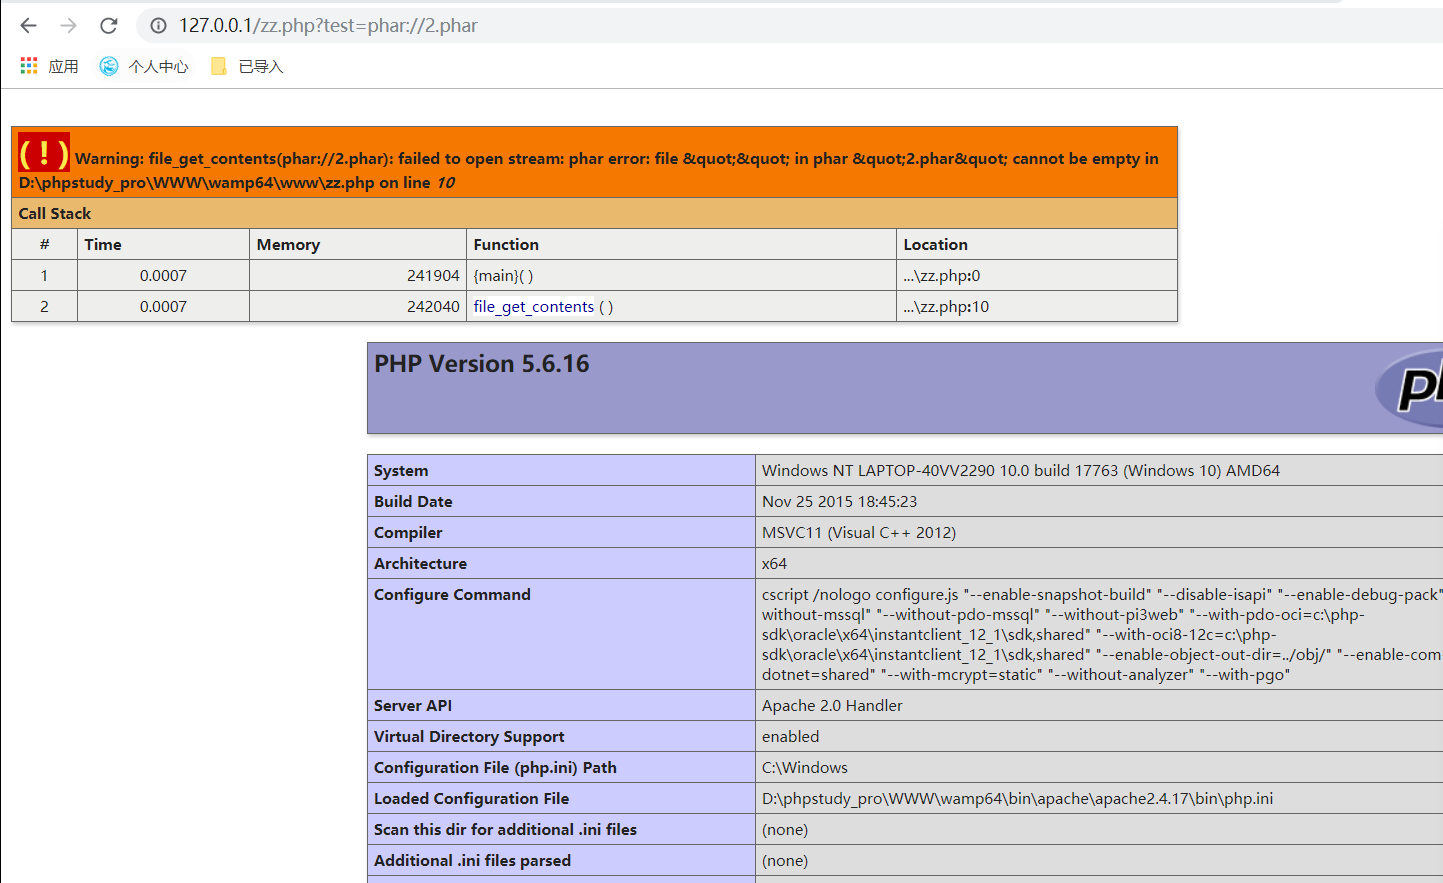 127.0.0.1/zz.php?test=phar://2.phar
应用 个人中心 已导入
(!) Warning: file_get_contents(phar://2.phar): failed to open stream: phar error: file &quot;&quot; in phar &quot;2.phar&quot; cannot be empty in
D:\phpstudy_pro\WWW\wamp64\www\zz.php on line 10
Call Stack
# Time Memory Function Location
1 0.0007 241904 {main}( ) ...\zz.php:0
2 0.0007 242040 file_get_contents ( ) ...\zz.php:10
PHP Version 5.6.16
System Windows NT LAPTOP-40VV2290 10.0 build 17763 (Windows 10) AMD64
Build Date Nov 25 2015 18:45:23
Compiler MSVC11 (Visual C++ 2012)
Architecture x64
Configure Command cscript /nologo configure.js "--enable-snapshot-build" "--disable-isapi" "--enable-debug-pack"
without-mssql" "--without-pdo-mssql" "--without-pi3web" "--with-pdo-oci=c:\php-
sdk\oracle\x64\instantclient_12_1\sdk,shared" "--with-oci8-12c=c:\php-
sdk\oracle\x64\instantclient_12_1\sdk,shared" "--enable-object-out-dir=../obj/" "--enable-com
dotnet=shared" "--with-mcrypt=static" "--without-analyzer" "--with-pgo"
Server API Apache 2.0 Handler
Virtual Directory Support enabled
Configuration File (php.ini) Path C:\Windows
Loaded Configuration File D:\phpstudy_pro\WWW\wamp64\bin\apache\apache2.4.17\bin\php.ini
Scan this dir for additional .ini files (none)
Additional .ini files parsed (none)